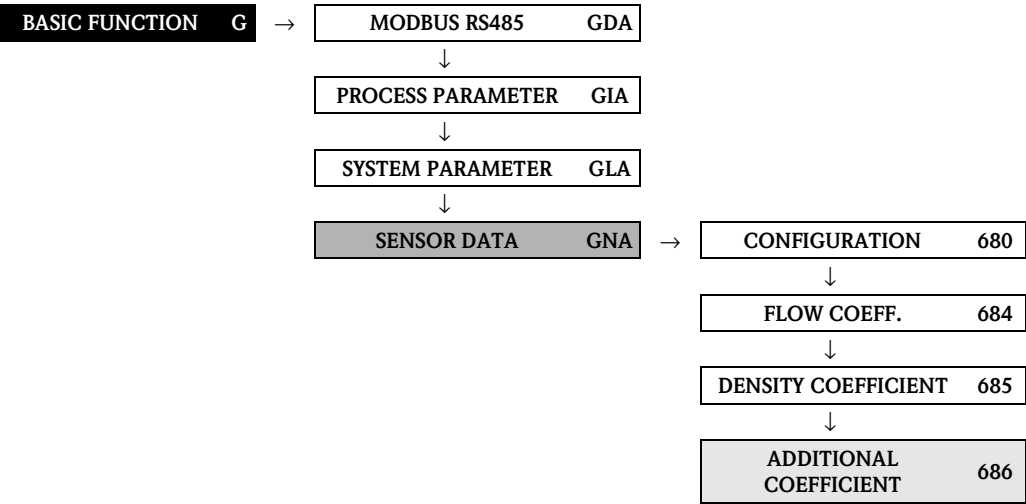 BASIC FUNCTION G → MODBUS RS485 GDA
↓
PROCESS PARAMETER GIA
↓
SYSTEM PARAMETER GLA
↓
SENSOR DATA GNA → CONFIGURATION 680
↓
FLOW COEFF. 684
↓
DENSITY COEFFICIENT 685
↓
ADDITIONAL
COEFFICIENT 686